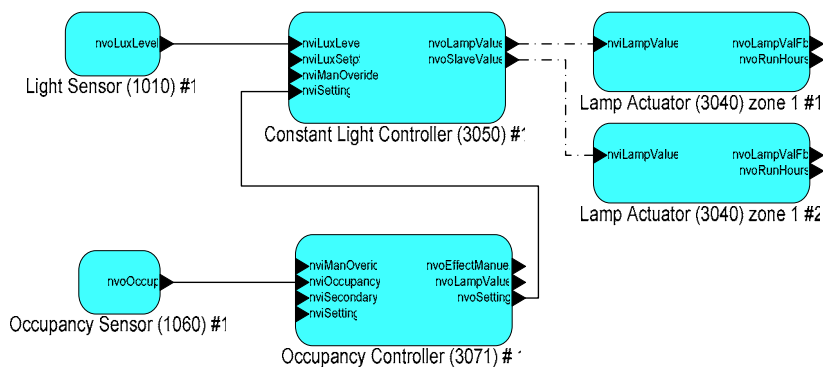 nvoLuxLevel
Light Sensor (1010) #1
nviLuxLeve
nviLuxSetpt
nviManOveride
nviSetting
nvoLampValue
nvoSlaveValue
Constant Light Controller (3050) #1
nviLampValue
nvoLampValFb
nvoRunHours
Lamp Actuator (3040) zone 1 #1
nviLampValue
nvoLampValFb
nvoRunHours
Lamp Actuator (3040) zone 1 #2
nvoOccup
Occupancy Sensor (1060) #1
nviManOveric
nviOccupancy
nviSecondary
nviSetting
nvoEffectManue
nvoLampValue
nvoSetting
Occupancy Controller (3071) #1